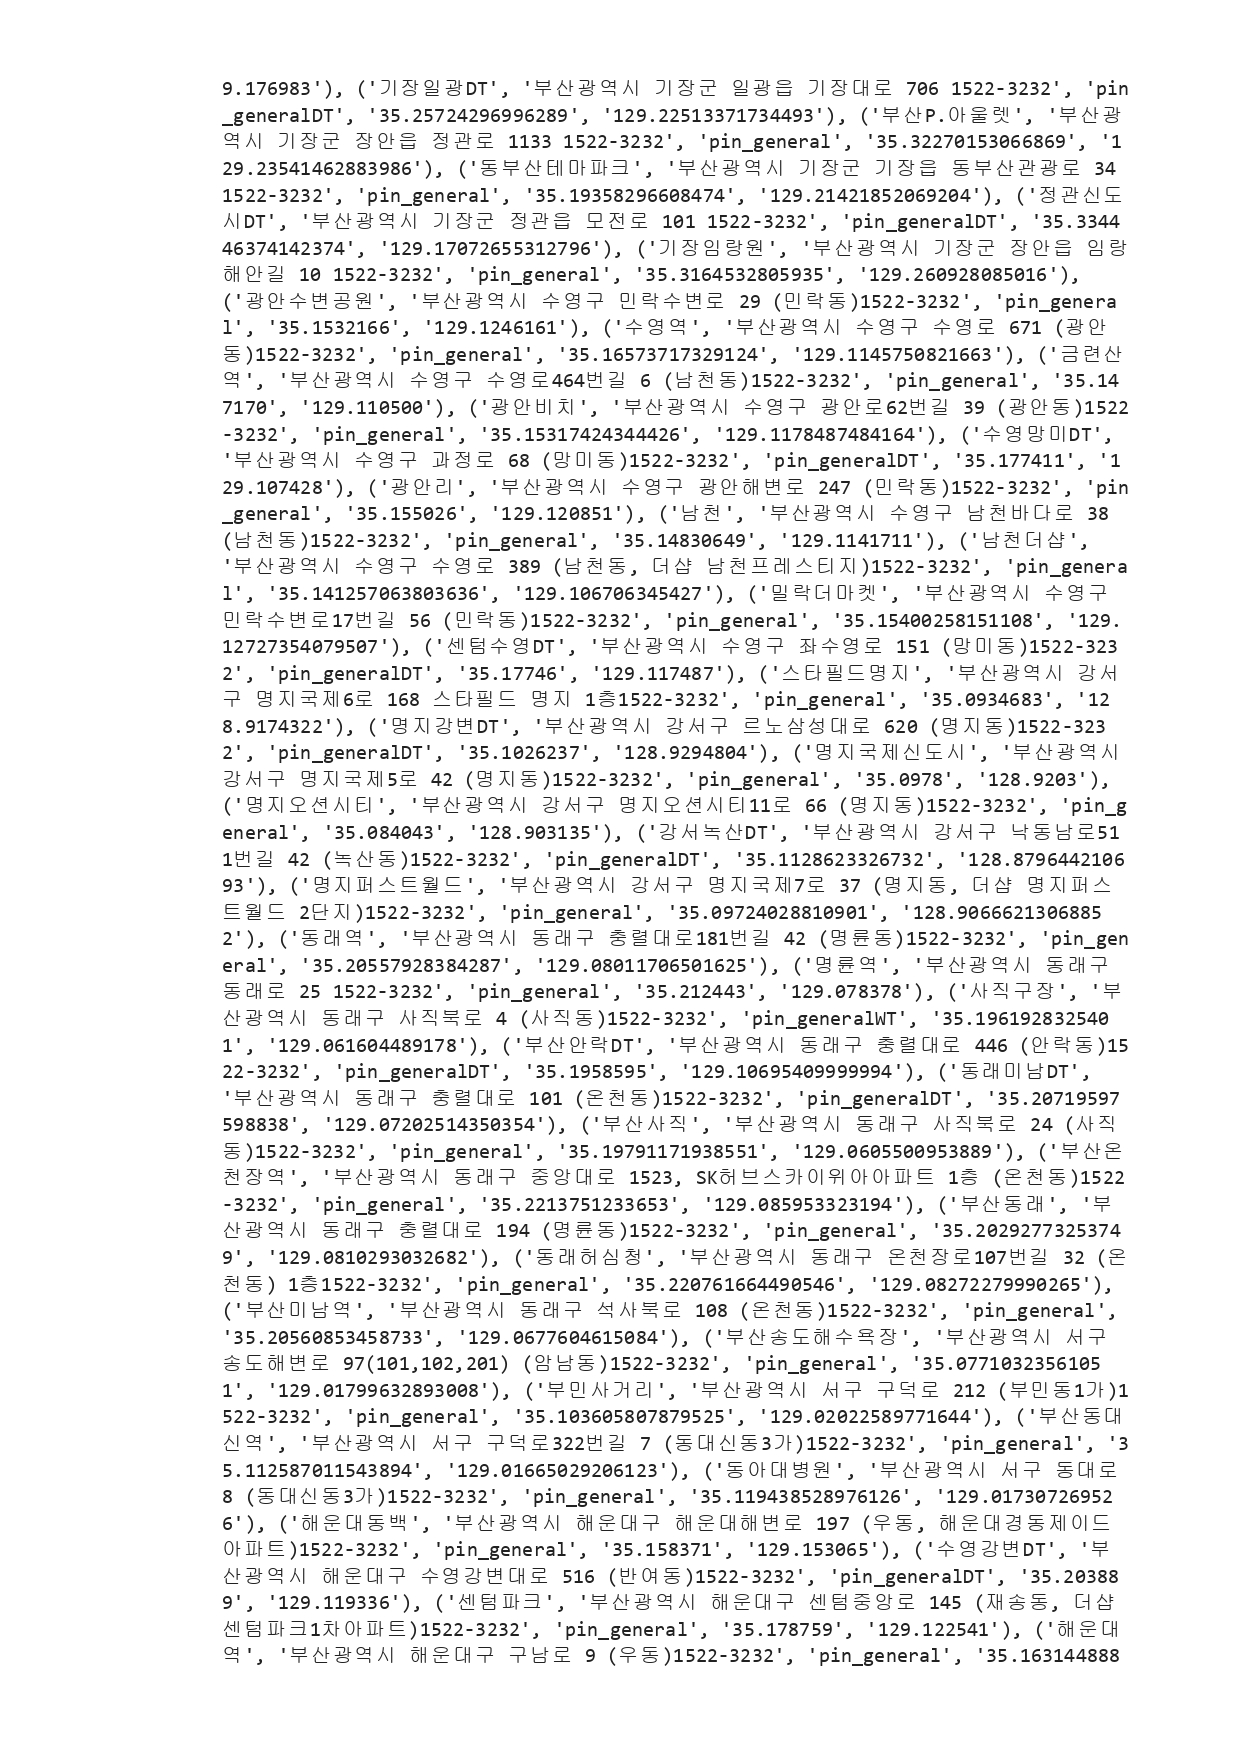 9.176983'), ('기장일광DT', '부산광역시 기장군 일광읍 기장대로 706 1522-3232', 'pin
_generalDT', '35.25724296996289', '129.22513371734493'), ('부산P.아울렛', '부산광
역시 기장군 장안읍 정관로 1133 1522-3232', 'pin_general', '35.32270153066869', '1
29.23541462883986'), ('동부산테마파크', '부산광역시 기장군 기장읍 동부산관광로 34
1522-3232', 'pin_general', '35.19358296608474', '129.21421852069204'), ('정관신도
시DT', '부산광역시 기장군 정관읍 모전로 101 1522-3232', 'pin_generalDT', '35.3344
46374142374', '129.17072655312796'), ('기장임랑원', '부산광역시 기장군 장안읍 임랑
해안길 10 1522-3232', 'pin_general', '35.3164532805935', '129.260928085016'),
('광안수변공원', '부산광역시 수영구 민락수변로 29 (민락동)1522-3232', 'pin_genera
l', '35.1532166', '129.1246161'), ('수영역', '부산광역시 수영구 수영로 671 (광안
동)1522-3232', 'pin_general', '35.16573717329124', '129.1145750821663'), ('금련산
역', '부산광역시 수영구 수영로464번길 6 (남천동)1522-3232', 'pin_general', '35.14
7170', '129.110500'), ('광안비치', '부산광역시 수영구 광안로62번길 39 (광안동)1522
-3232', 'pin_general', '35.15317424344426', '129.1178487484164'), ('수영망미DT',
'부산광역시 수영구 과정로 68 (망미동)1522-3232', 'pin_generalDT', '35.177411', '1
29.107428'), ('광안리', '부산광역시 수영구 광안해변로 247 (민락동)1522-3232', 'pin
_general', '35.155026', '129.120851'), ('남천', '부산광역시 수영구 남천바다로 38
(남천동)1522-3232', 'pin_general', '35.14830649', '129.1141711'), ('남천더샵',
'부산광역시 수영구 수영로 389 (남천동, 더샵 남천프레스티지)1522-3232', 'pin_genera
l', '35.141257063803636', '129.106706345427'), ('밀락더마켓', '부산광역시 수영구
민락수변로17번길 56 (민락동)1522-3232', 'pin_general', '35.15400258151108', '129.
12727354079507'), ('센텀수영DT', '부산광역시 수영구 좌수영로 151 (망미동)1522-323
2', 'pin_generalDT', '35.17746', '129.117487'), ('스타필드명지', '부산광역시 강서
구 명지국제6로 168 스타필드 명지 1층1522-3232', 'pin_general', '35.0934683', '12
8.9174322'), ('명지강변DT', '부산광역시 강서구 르노삼성대로 620 (명지동)1522-323
2', 'pin_generalDT', '35.1026237', '128.9294804'), ('명지국제신도시', '부산광역시
강서구 명지국제5로 42 (명지동)1522-3232', 'pin_general', '35.0978', '128.9203'),
('명지오션시티', '부산광역시 강서구 명지오션시티11로 66 (명지동)1522-3232', 'pin_g
eneral', '35.084043', '128.903135'), ('강서녹산DT', '부산광역시 강서구 낙동남로51
1번길 42 (녹산동)1522-3232', 'pin_generalDT', '35.1128623326732', '128.8796442106
93'), ('명지퍼스트월드', '부산광역시 강서구 명지국제7로 37 (명지동, 더샵 명지퍼스
트월드 2단지)1522-3232', 'pin_general', '35.09724028810901', '128.9066621306885
2'), ('동래역', '부산광역시 동래구 충렬대로181번길 42 (명륜동)1522-3232', 'pin_gen
eral', '35.20557928384287', '129.08011706501625'), ('명륜역', '부산광역시 동래구
동래로 25 1522-3232', 'pin_general', '35.212443', '129.078378'), ('사직구장', '부
산광역시 동래구 사직북로 4 (사직동)1522-3232', 'pin_generalWT', '35.196192832540
1', '129.061604489178'), ('부산안락DT', '부산광역시 동래구 충렬대로 446 (안락동)15
22-3232', 'pin_generalDT', '35.1958595', '129.10695409999994'), ('동래미남DT',
'부산광역시 동래구 충렬대로 101 (온천동)1522-3232', 'pin_generalDT', '35.20719597
598838', '129.07202514350354'), ('부산사직', '부산광역시 동래구 사직북로 24 (사직
동)1522-3232', 'pin_general', '35.19791171938551', '129.0605500953889'), ('부산온
천장역', '부산광역시 동래구 중앙대로 1523, SK허브스카이위아아파트 1층 (온천동)1522
-3232', 'pin_general', '35.2213751233653', '129.085953323194'), ('부산동래', '부
산광역시 동래구 충렬대로 194 (명륜동)1522-3232', 'pin_general', '35.2029277325374
9', '129.0810293032682'), ('동래허심청', '부산광역시 동래구 온천장로107번길 32 (온
천동) 1층1522-3232', 'pin_general', '35.220761664490546', '129.08272279990265'),
('부산미남역', '부산광역시 동래구 석사북로 108 (온천동)1522-3232', 'pin_general',
'35.20560853458733', '129.0677604615084'), ('부산송도해수욕장', '부산광역시 서구
송도해변로 97(101,102,201) (암남동)1522-3232', 'pin_general', '35.0771032356105
1', '129.01799632893008'), ('부민사거리', '부산광역시 서구 구덕로 212 (부민동1가)1
522-3232', 'pin_general', '35.103605807879525', '129.02022589771644'), ('부산동대
신역', '부산광역시 서구 구덕로322번길 7 (동대신동3가)1522-3232', 'pin_general', '3
5.112587011543894', '129.01665029206123'), ('동아대병원', '부산광역시 서구 동대로
8 (동대신동3가)1522-3232', 'pin_general', '35.119438528976126', '129.01730726952
6'), ('해운대동백', '부산광역시 해운대구 해운대해변로 197 (우동, 해운대경동제이드
아파트)1522-3232', 'pin_general', '35.158371', '129.153065'), ('수영강변DT', '부
산광역시 해운대구 수영강변대로 516 (반여동)1522-3232', 'pin_generalDT', '35.20388
9', '129.119336'), ('센텀파크', '부산광역시 해운대구 센텀중앙로 145 (재송동, 더샵
센텀파크1차아파트)1522-3232', 'pin_general', '35.178759', '129.122541'), ('해운대
역', '부산광역시 해운대구 구남로 9 (우동)1522-3232', 'pin_general', '35.163144888